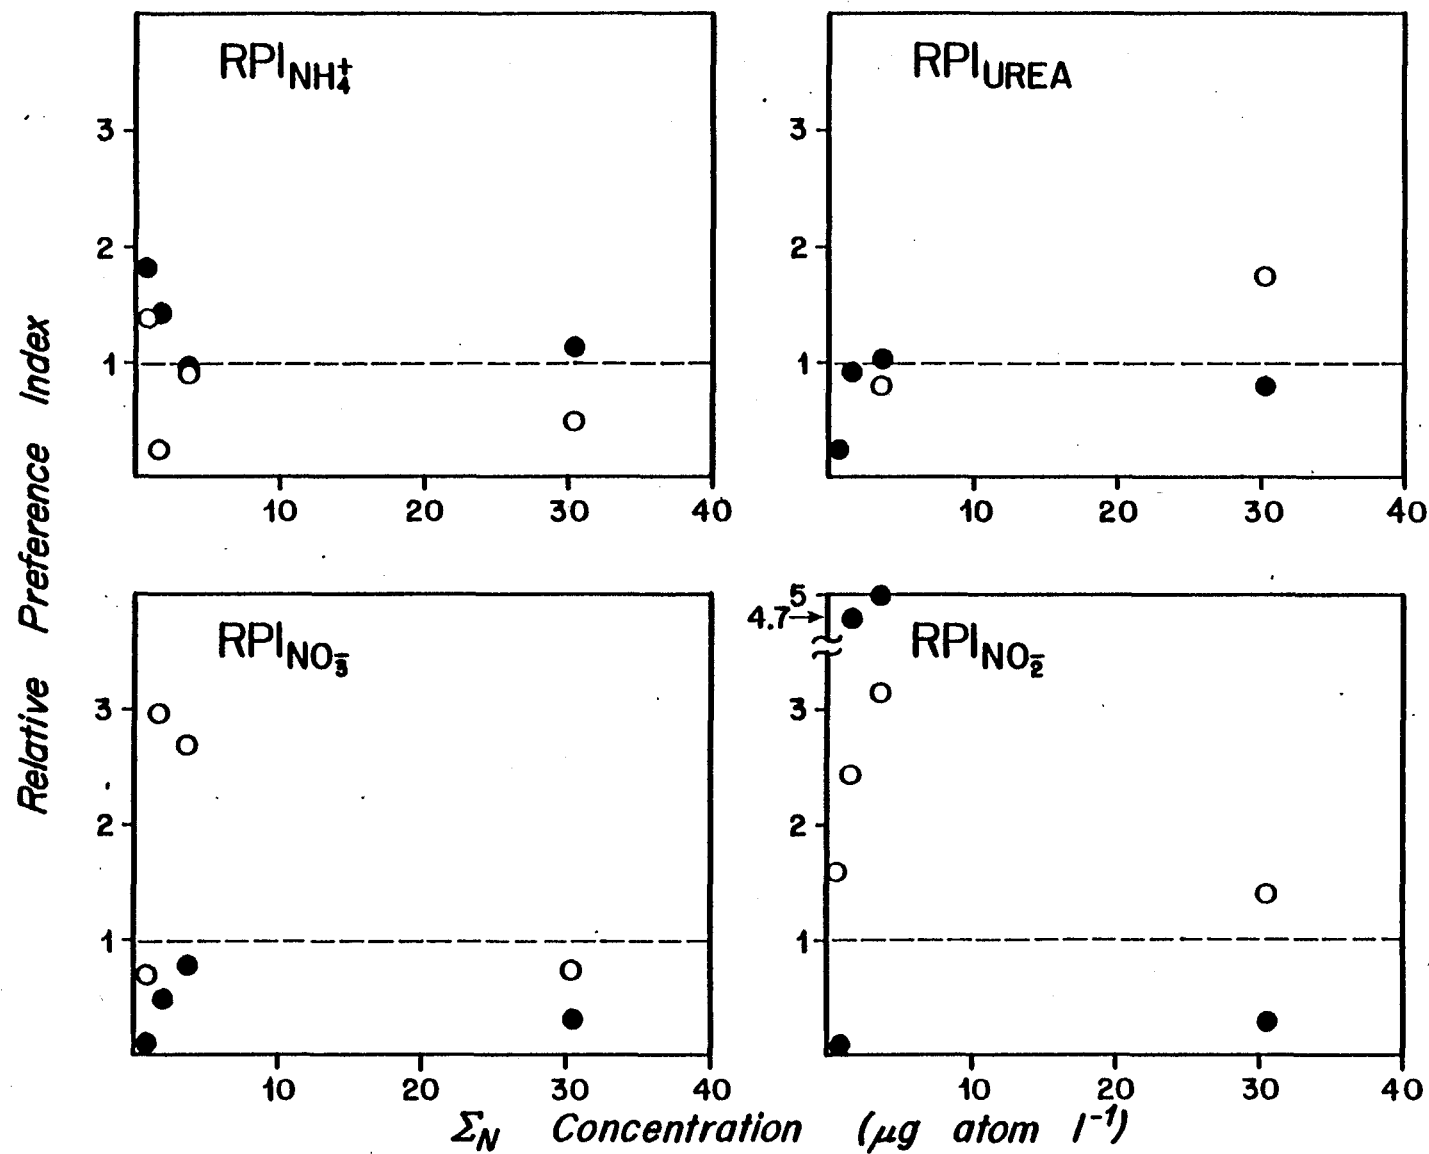 RPI NH₄⁺
3
2
1
10 20 30 40
RPI UREA
3
2
1
10 20 30 40
RPI NO₃⁻
3
2
1
10 20 30 40
5
4.7→
RPI NO₂⁻
3
2
1
10 20 30 40
Relative Preference Index
Σ_N Concentration (μg atom l⁻¹)